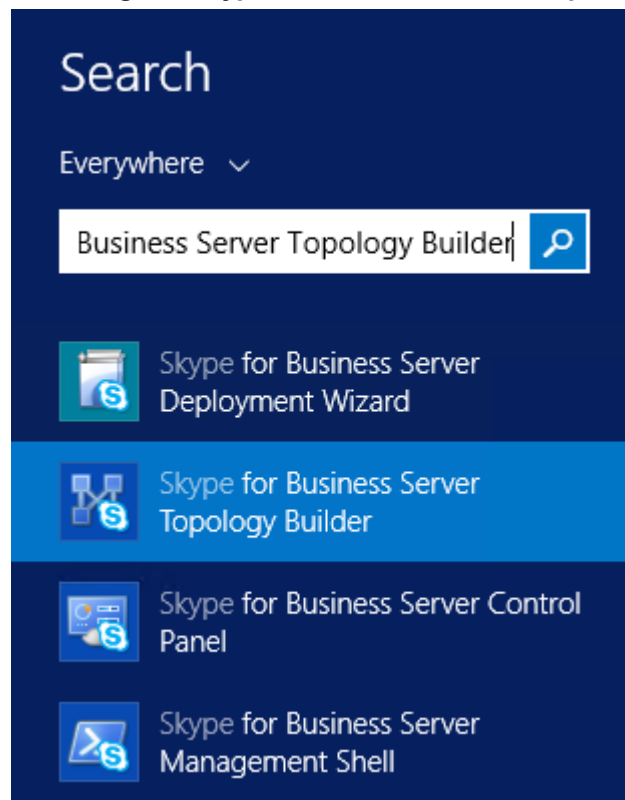 Search
Everywhere
Business Server Topology Builder
Skype for Business Server
Deployment Wizard
Skype for Business Server
Topology Builder
Skype for Business Server Control
Panel
Skype for Business Server
Management Shell